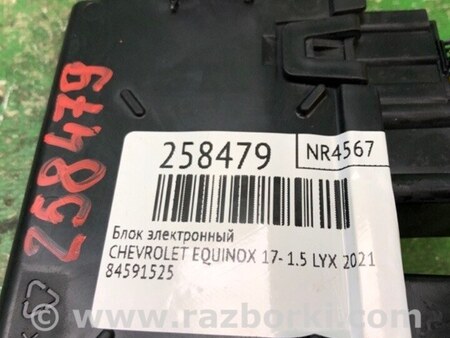 258479
258479
NR4567
Блок электронный
CHEVROLET EQUINOX 17- 1.5 LYX 2021
84591525
© www.razborki.com